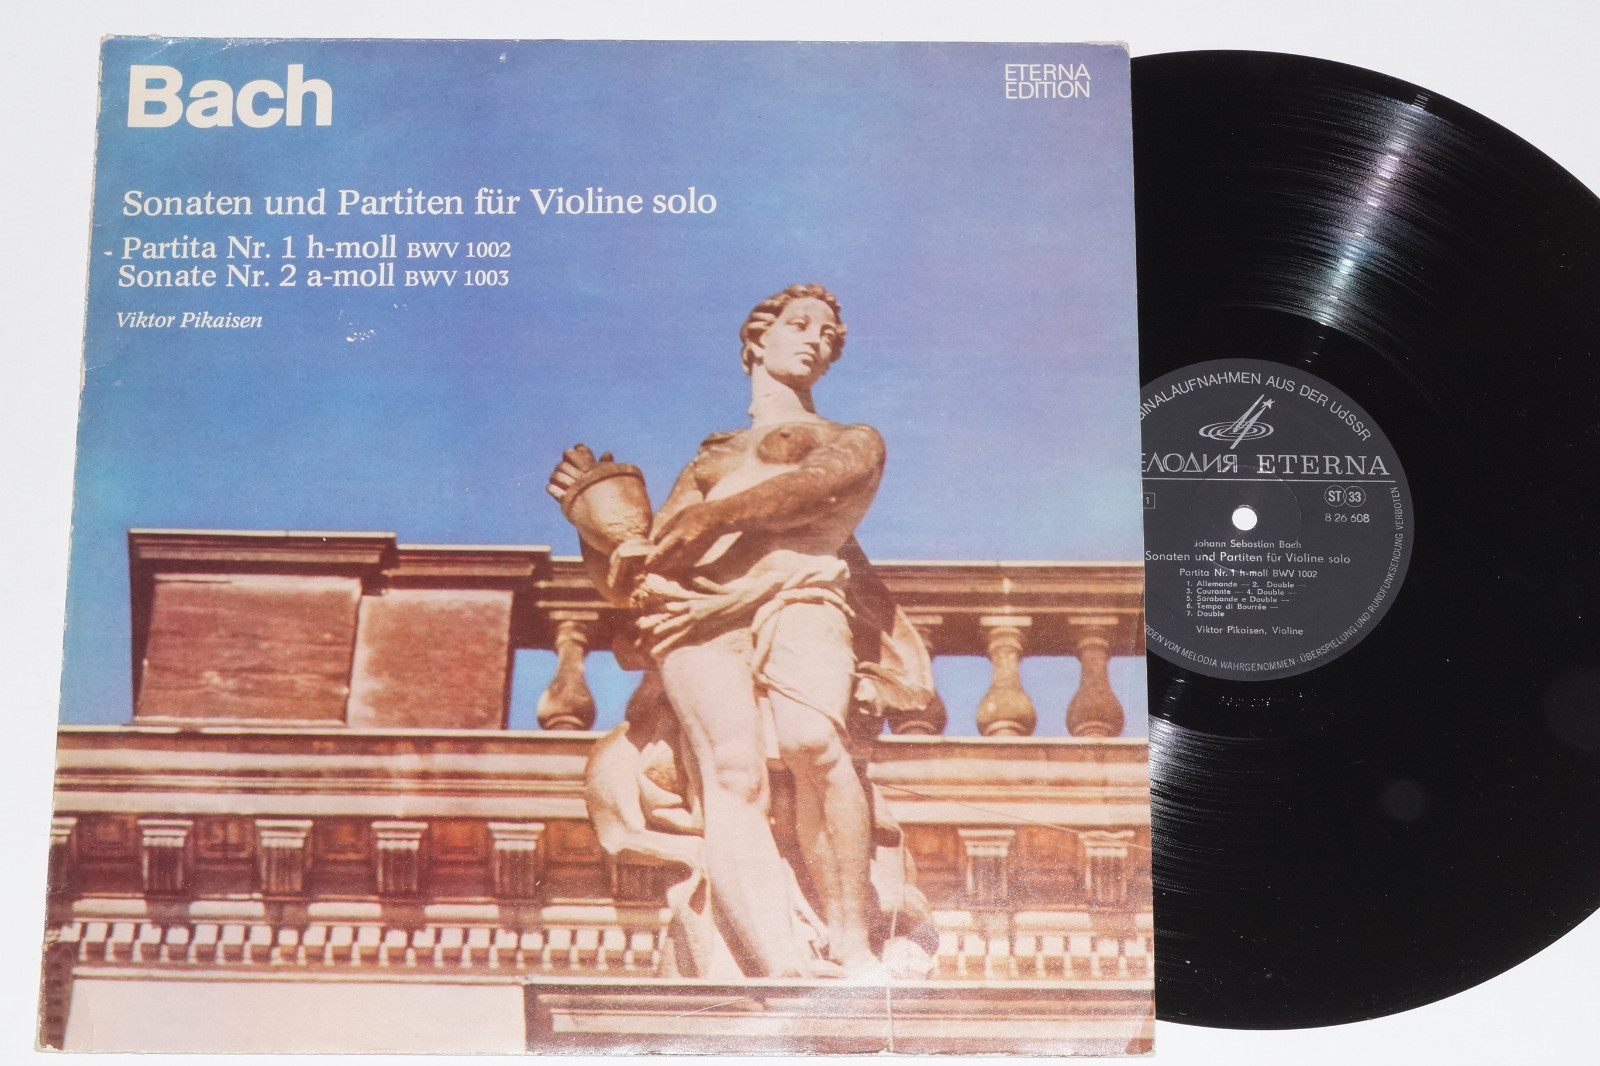 Bach
ETERNA
EDITION
Sonaten und Partiten für Violine solo
- Partita Nr. 1 h-moll BWV 1002
Sonate Nr. 2 a-moll BWV 1003
Viktor Pikaisen
AUS DER UdSSR
ETERNA
1
ST 33
8 26 608
Johann Sebastian Bach
Sonaten und Partiten für Violine solo
Partita Nr. 1 h-moll BWV 1002
1. Allemande — 2. Double —
3. Courante — 4. Double —
5. Sarabande e Double —
6. Tempo di Bourrée —
7. Double
Viktor Pikaisen, Violine
VON MELODIA WAHRGENOMMEN · ÜBERSPIELUNG UND RUNDFUNKSENDUNG VERBOTEN